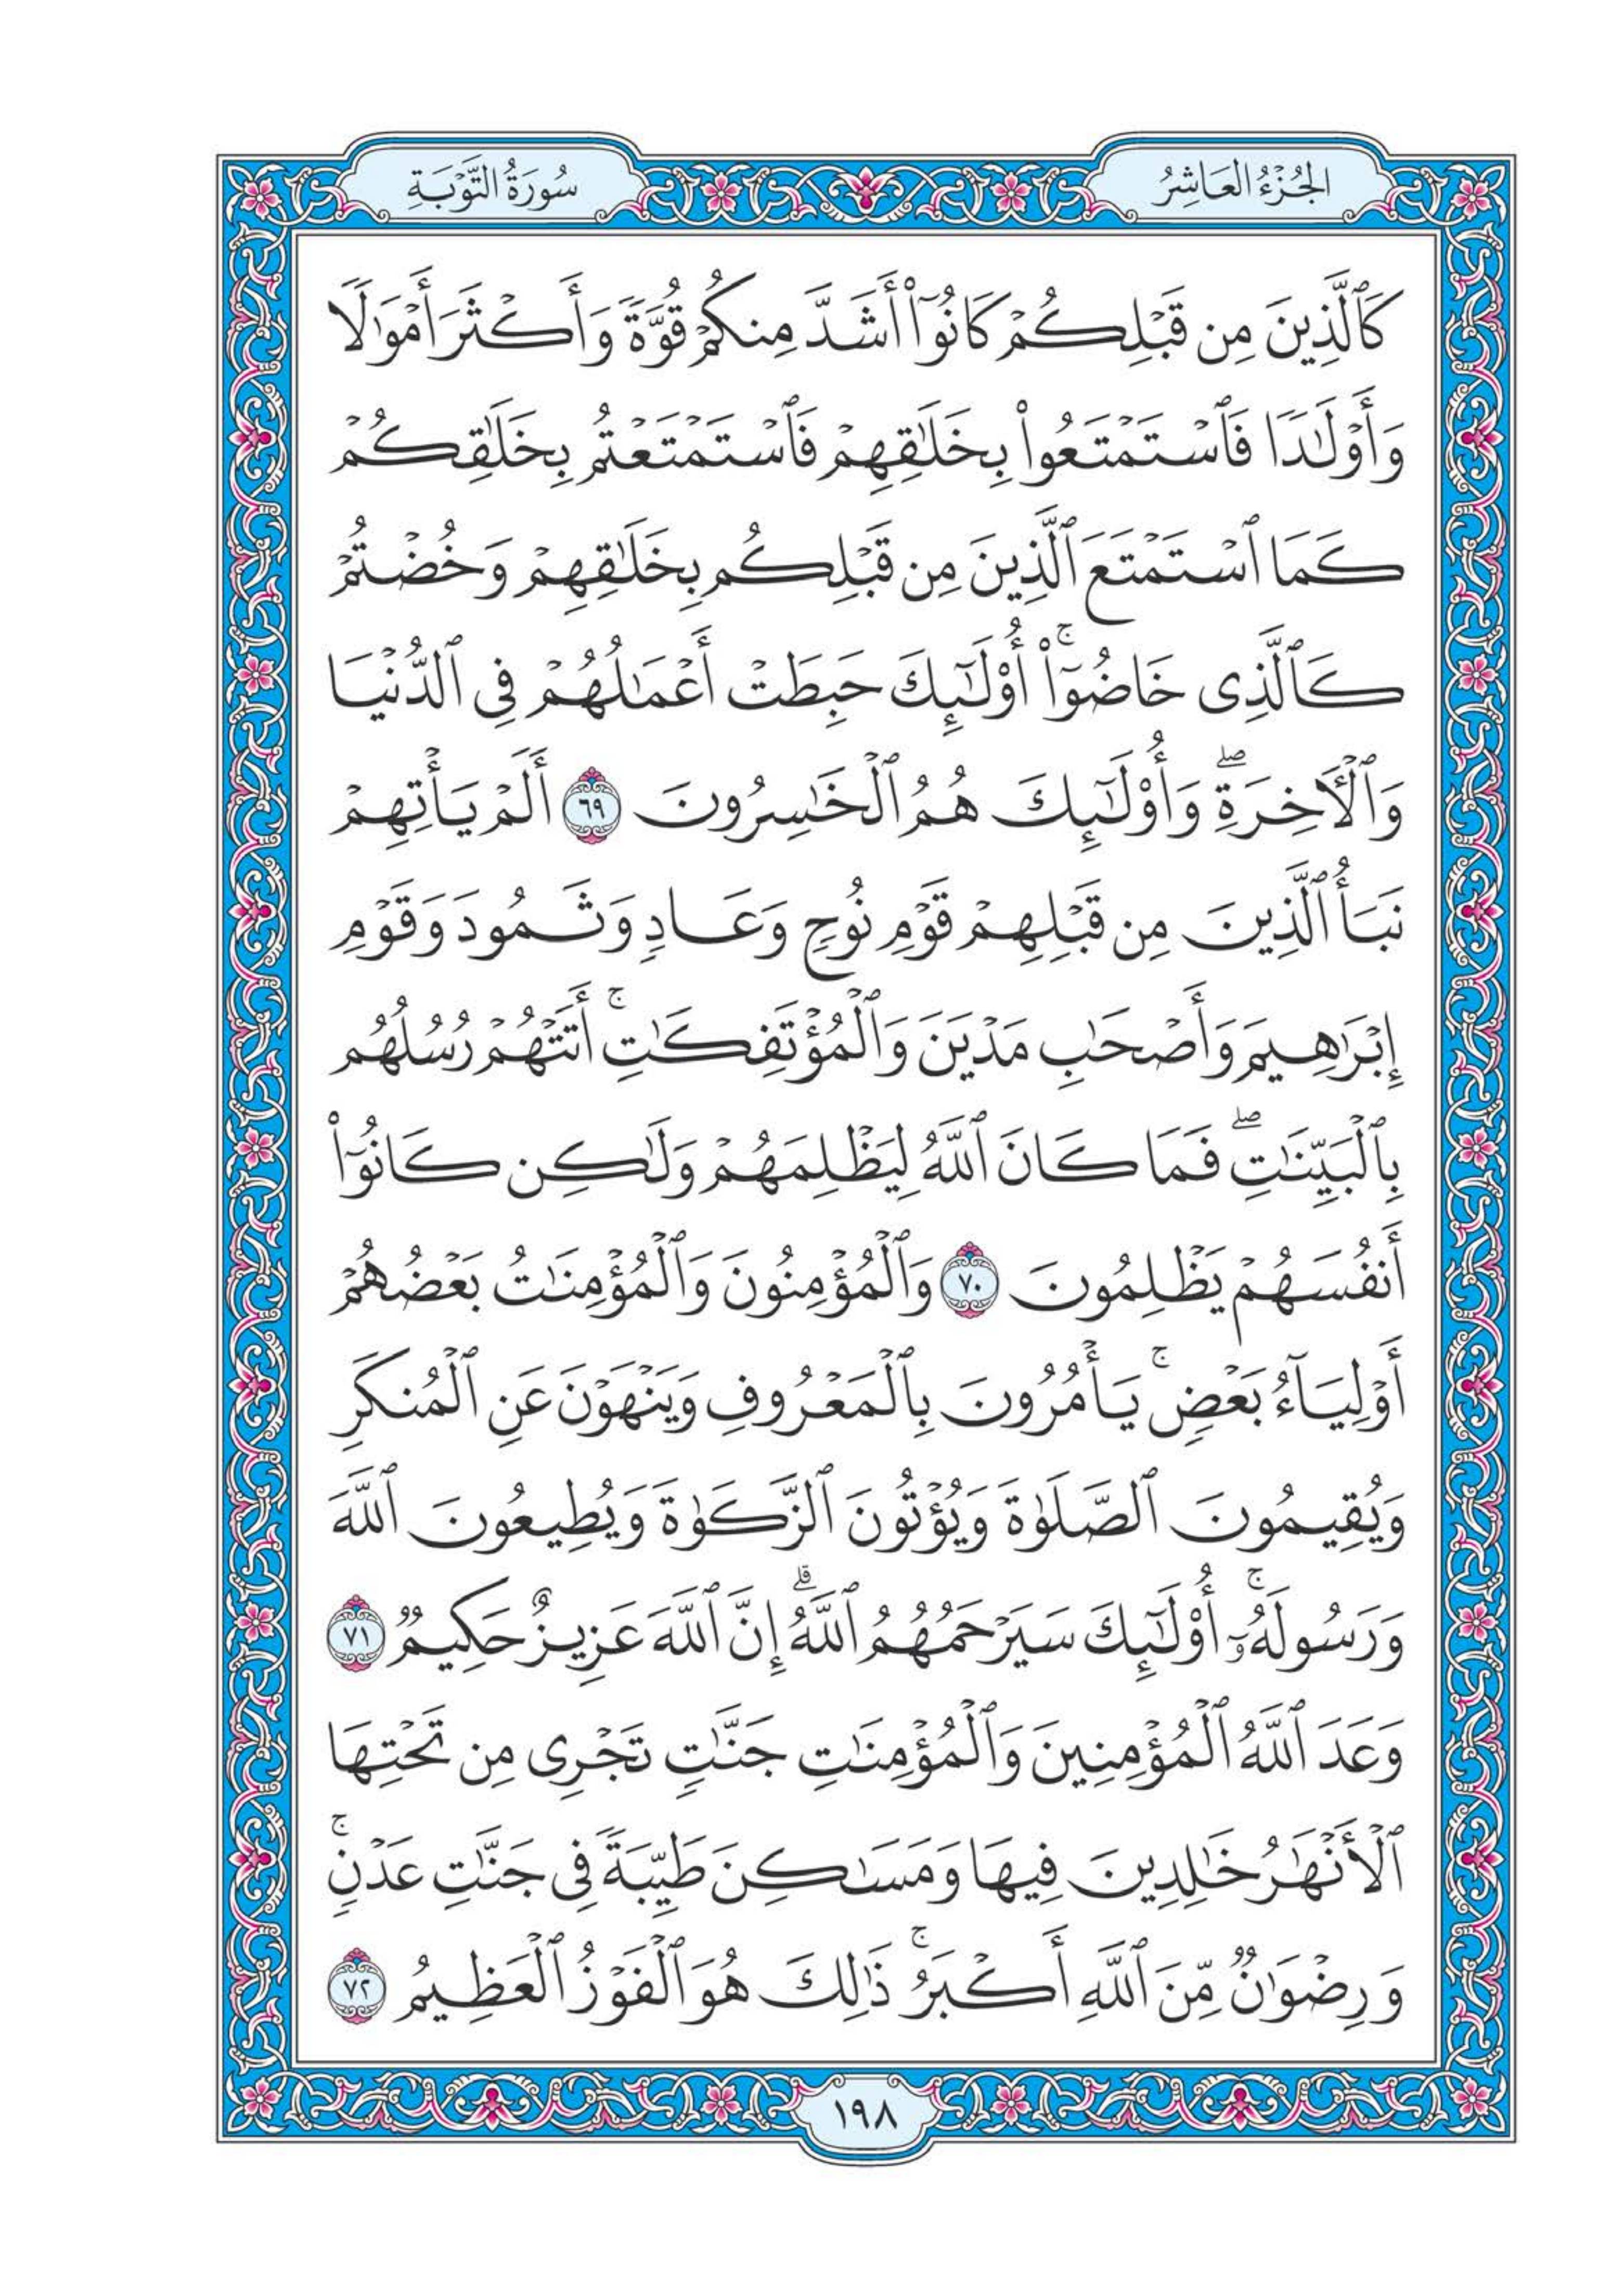 الجُزْءُ العَاشِرُ
سُورَةُ التَّوْبَةِ
كَٱلَّذِينَ مِن قَبْلِكُمْ كَانُوٓا۟ أَشَدَّ مِنكُمْ قُوَّةً وَأَكْثَرَ أَمْوَٰلًا
وَأَوْلَٰدًا فَٱسْتَمْتَعُوا۟ بِخَلَٰقِهِمْ فَٱسْتَمْتَعْتُم بِخَلَٰقِكُمْ
كَمَا ٱسْتَمْتَعَ ٱلَّذِينَ مِن قَبْلِكُم بِخَلَٰقِهِمْ وَخُضْتُمْ
كَٱلَّذِى خَاضُوٓا۟ۚ أُو۟لَٰٓئِكَ حَبِطَتْ أَعْمَٰلُهُمْ فِى ٱلدُّنْيَا
وَٱلْءَاخِرَةِۖ وَأُو۟لَٰٓئِكَ هُمُ ٱلْخَٰسِرُونَ ٦٩ أَلَمْ يَأْتِهِمْ
نَبَأُ ٱلَّذِينَ مِن قَبْلِهِمْ قَوْمِ نُوحٍ وَعَادٍ وَثَمُودَ وَقَوْمِ
إِبْرَٰهِيمَ وَأَصْحَٰبِ مَدْيَنَ وَٱلْمُؤْتَفِكَٰتِۚ أَتَتْهُمْ رُسُلُهُم
بِٱلْبَيِّنَٰتِۖ فَمَا كَانَ ٱللَّهُ لِيَظْلِمَهُمْ وَلَٰكِن كَانُوٓا۟
أَنفُسَهُمْ يَظْلِمُونَ ٧٠ وَٱلْمُؤْمِنُونَ وَٱلْمُؤْمِنَٰتُ بَعْضُهُمْ
أَوْلِيَآءُ بَعْضٍۚ يَأْمُرُونَ بِٱلْمَعْرُوفِ وَيَنْهَوْنَ عَنِ ٱلْمُنكَرِ
وَيُقِيمُونَ ٱلصَّلَوٰةَ وَيُؤْتُونَ ٱلزَّكَوٰةَ وَيُطِيعُونَ ٱللَّهَ
وَرَسُولَهُۥٓۚ أُو۟لَٰٓئِكَ سَيَرْحَمُهُمُ ٱللَّهُۗ إِنَّ ٱللَّهَ عَزِيزٌ حَكِيمٌ ٧١
وَعَدَ ٱللَّهُ ٱلْمُؤْمِنِينَ وَٱلْمُؤْمِنَٰتِ جَنَّٰتٍ تَجْرِى مِن تَحْتِهَا
ٱلْأَنْهَٰرُ خَٰلِدِينَ فِيهَا وَمَسَٰكِنَ طَيِّبَةً فِى جَنَّٰتِ عَدْنٍۚ
وَرِضْوَٰنٌ مِّنَ ٱللَّهِ أَكْبَرُۚ ذَٰلِكَ هُوَ ٱلْفَوْزُ ٱلْعَظِيمُ ٧٢
١٩٨